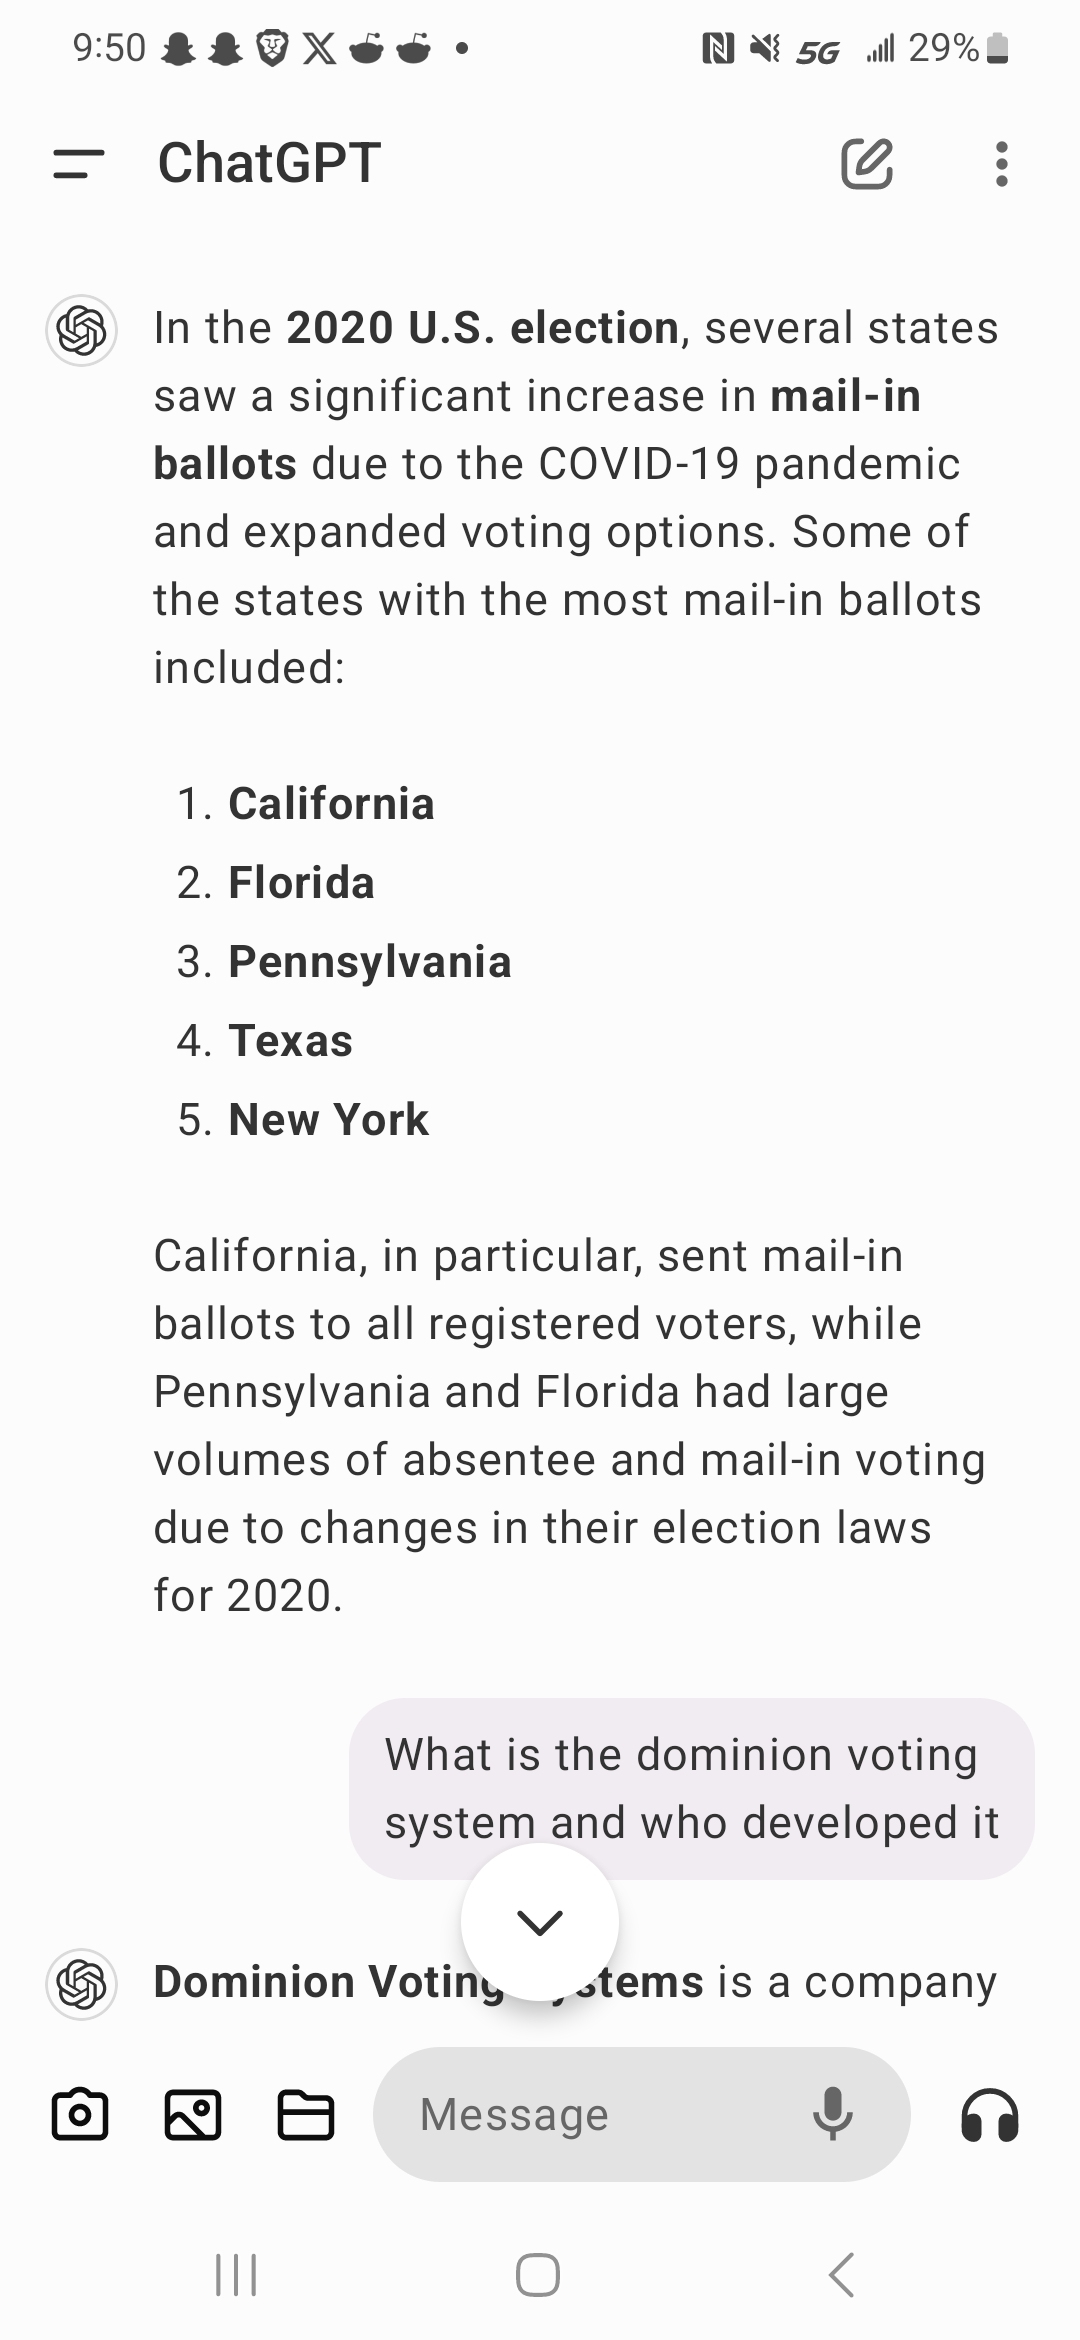 9:50 5G 29%
ChatGPT
In the 2020 U.S. election, several states
saw a significant increase in mail-in
ballots due to the COVID-19 pandemic
and expanded voting options. Some of
the states with the most mail-in ballots
included:
1. California
2. Florida
3. Pennsylvania
4. Texas
5. New York
California, in particular, sent mail-in
ballots to all registered voters, while
Pennsylvania and Florida had large
volumes of absentee and mail-in voting
due to changes in their election laws
for 2020.
What is the dominion voting
system and who developed it
Dominion Voting is a company
Message